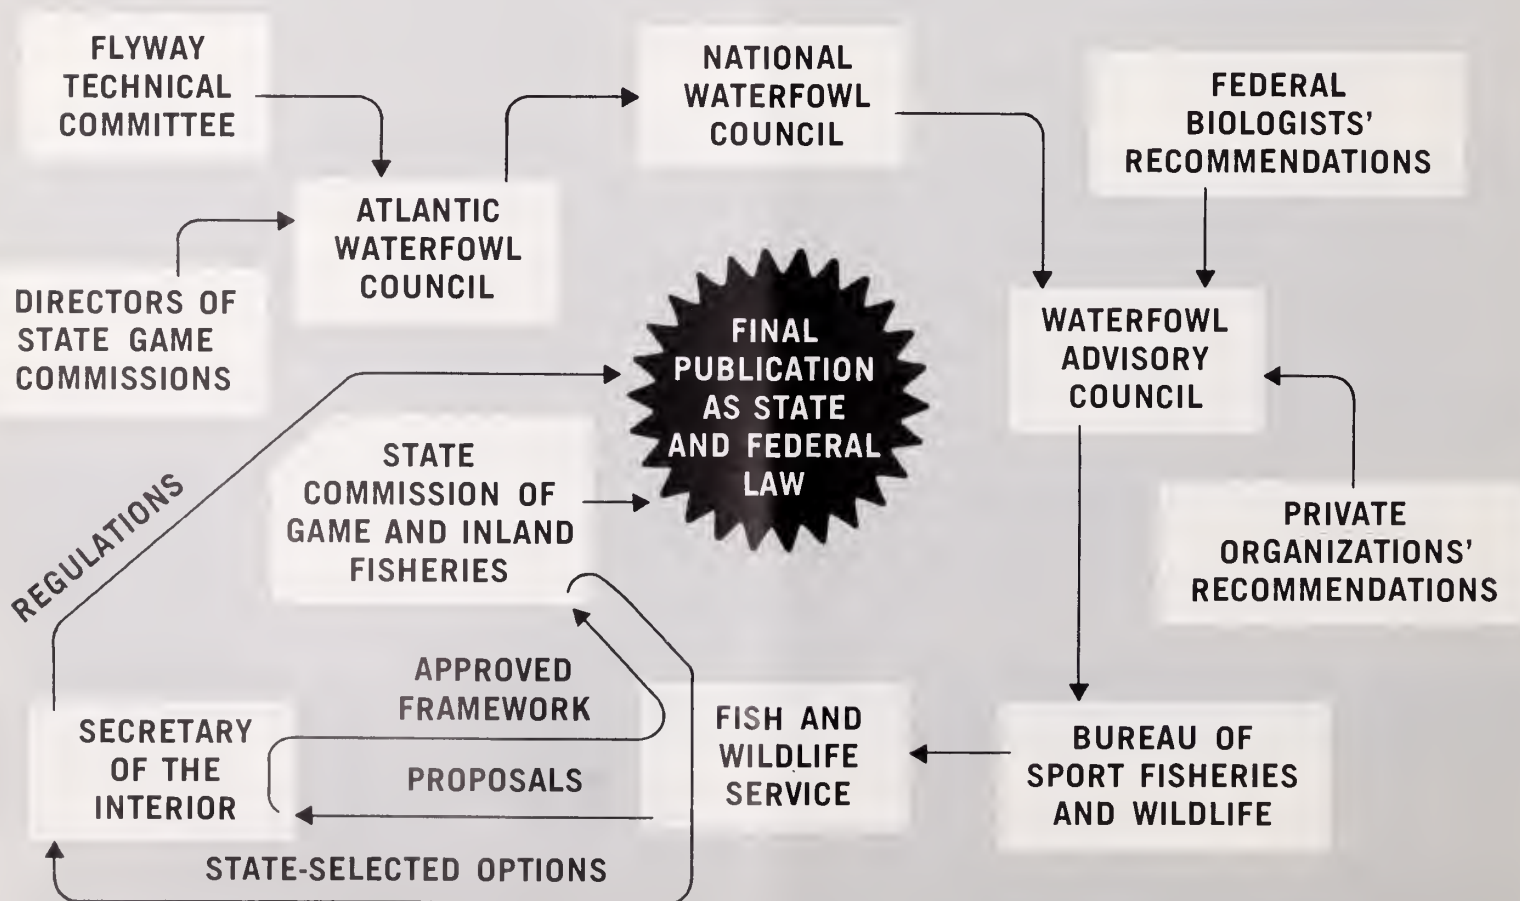 FLYWAY
TECHNICAL
COMMITTEE
NATIONAL
WATERFOWL
COUNCIL
FEDERAL
BIOLOGISTS'
RECOMMENDATIONS
ATLANTIC
WATERFOWL
COUNCIL
DIRECTORS OF
STATE GAME
COMMISSIONS
FINAL
PUBLICATION
AS STATE
AND FEDERAL
LAW
WATERFOWL
ADVISORY
COUNCIL
STATE
COMMISSION OF
GAME AND INLAND
FISHERIES
PRIVATE
ORGANIZATIONS'
RECOMMENDATIONS
REGULATIONS
APPROVED
FRAMEWORK
SECRETARY
OF THE
INTERIOR
PROPOSALS
FISH AND
WILDLIFE
SERVICE
BUREAU OF
SPORT FISHERIES
AND WILDLIFE
STATE-SELECTED OPTIONS